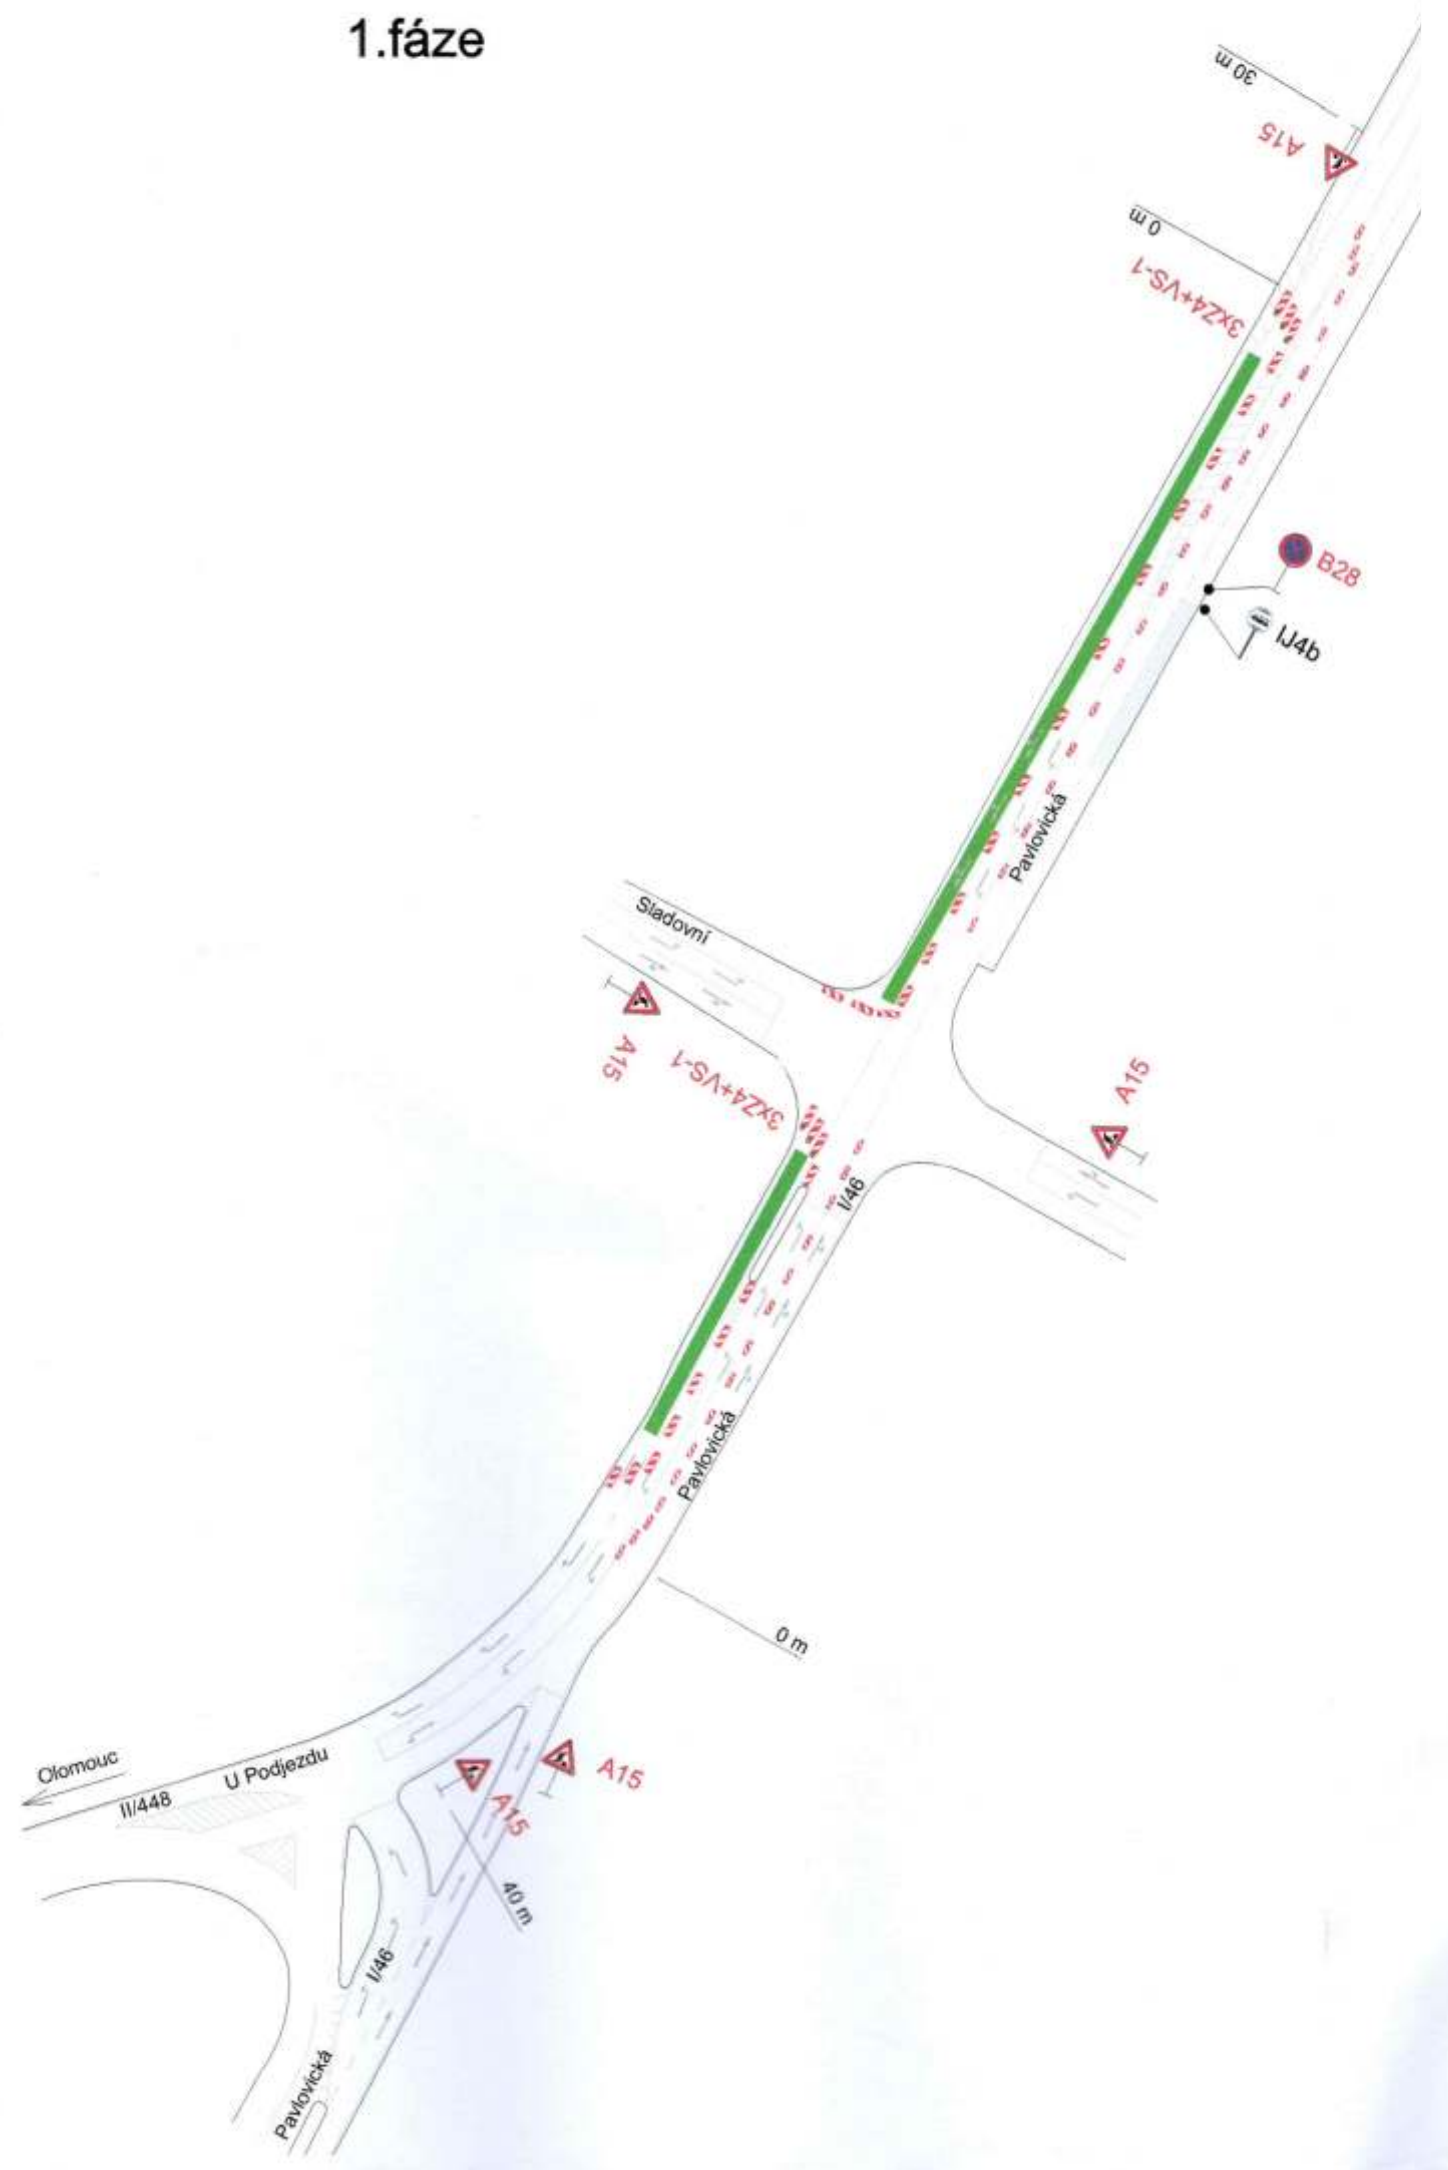 1.fáze
30 m
A15
0 m
3xZ4+VS-1
B28
IJ4b
Pavlovická
Sladovní
A15
3xZ4+VS-1
A15
I/46
Pavlovická
0 m
Olomouc
U Podjezdu
II/448
A15
A15
40 m
I/46
Pavlovická